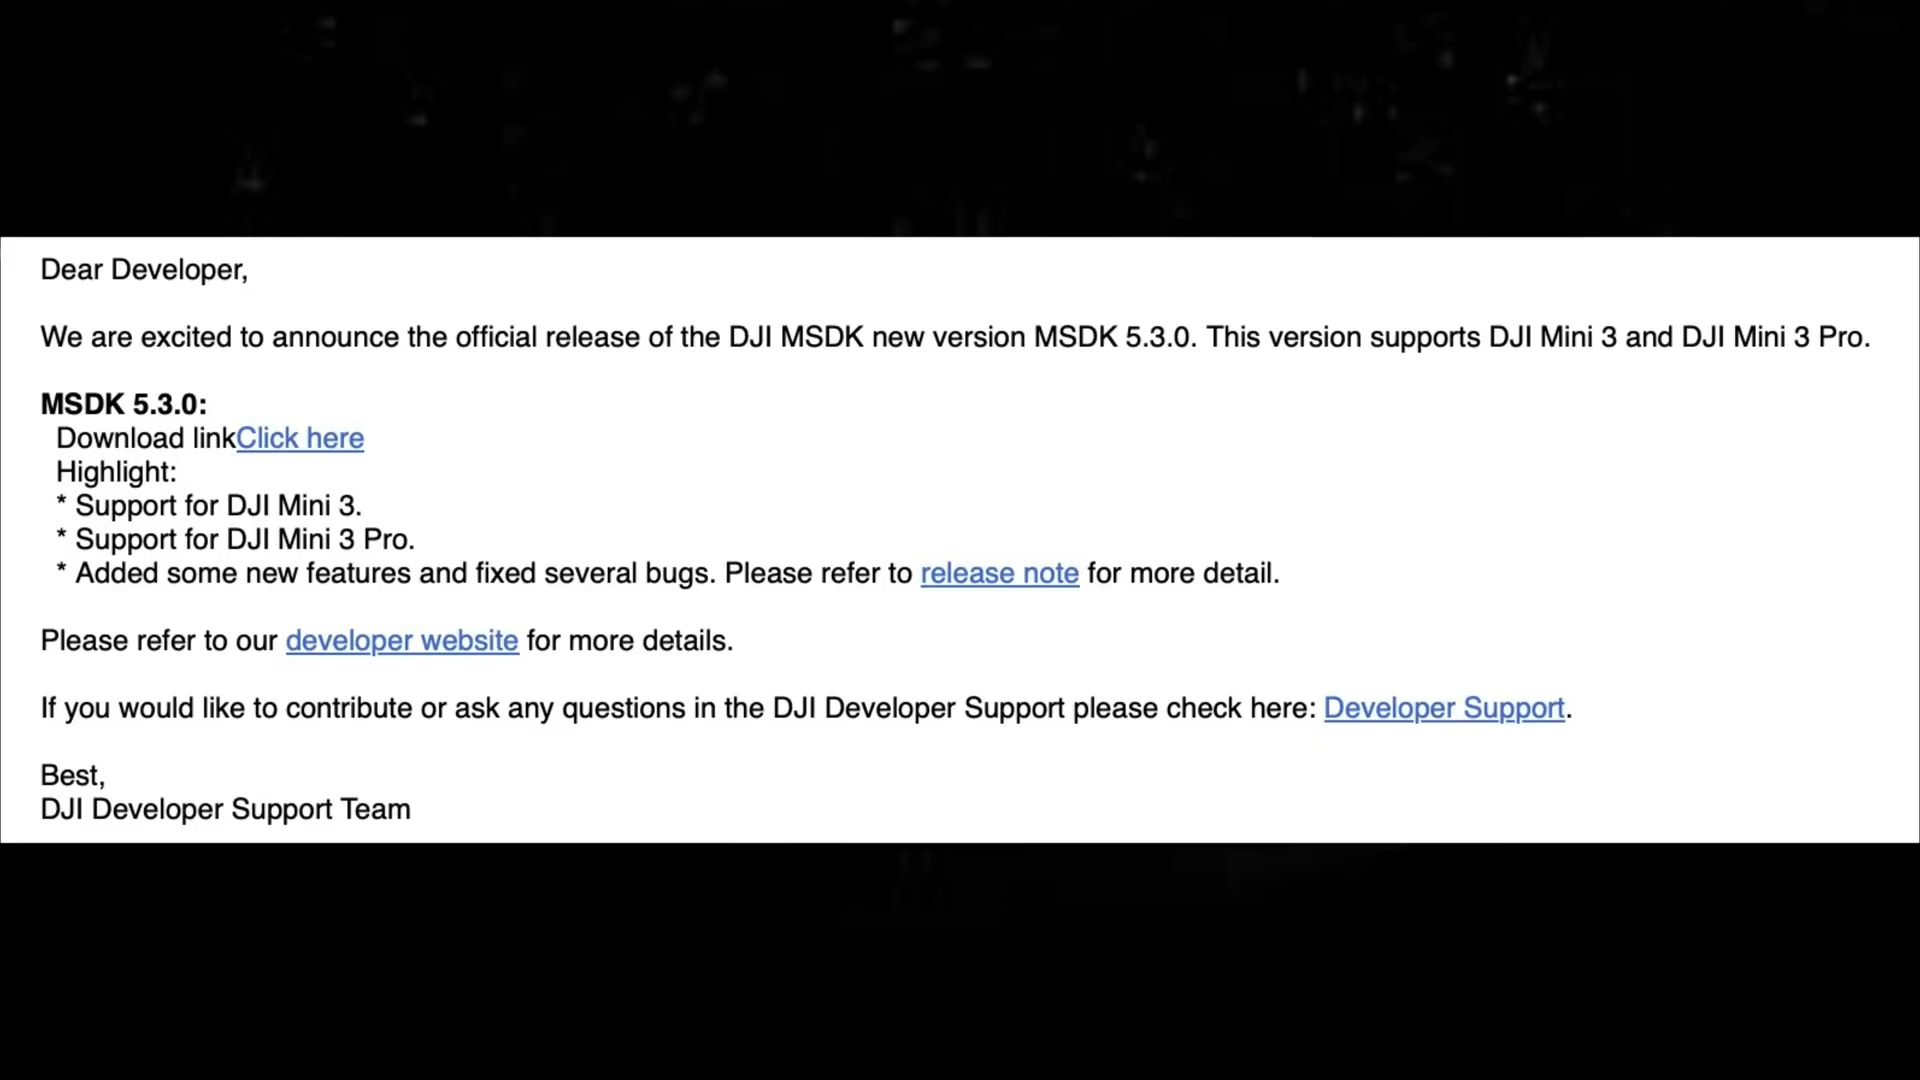 Dear Developer,
We are excited to announce the official release of the DJI MSDK new version MSDK 5.3.0. This version supports DJI Mini 3 and DJI Mini 3 Pro.
MSDK 5.3.0:
Download linkClick here
Highlight:
* Support for DJI Mini 3.
* Support for DJI Mini 3 Pro.
* Added some new features and fixed several bugs. Please refer to release note for more detail.
Please refer to our developer website for more details.
If you would like to contribute or ask any questions in the DJI Developer Support please check here: Developer Support.
Best,
DJI Developer Support Team